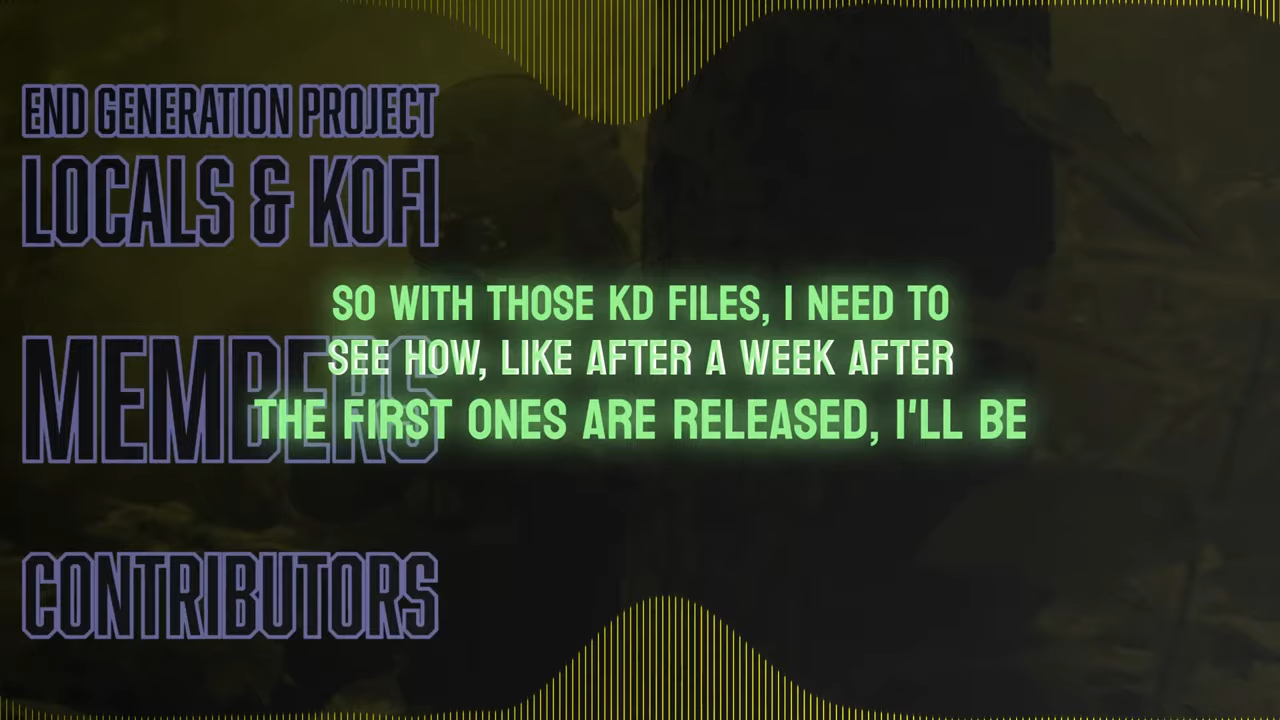 END GENERATION PROJECT
LOCALS & KOFI
MEMBERS
CONTRIBUTORS
SO WITH THOSE KD FILES, I NEED TO
SEE HOW, LIKE AFTER A WEEK AFTER
THE FIRST ONES ARE RELEASED, I'LL BE